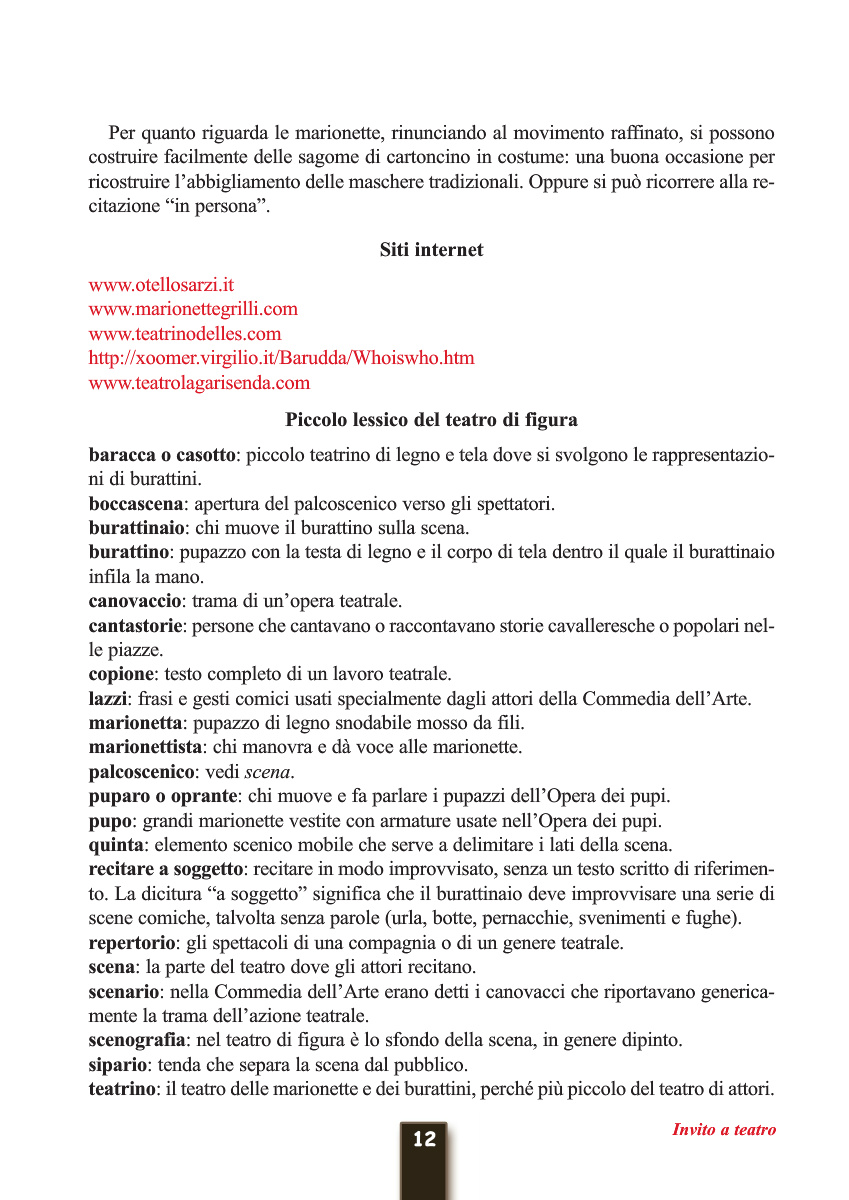 Per quanto riguarda le marionette, rinunciando al movimento raffinato, si possono
costruire facilmente delle sagome di cartoncino in costume: una buona occasione per
ricostruire l’abbigliamento delle maschere tradizionali. Oppure si può ricorrere alla re-
citazione “in persona”.
Siti internet
www.otellosarzi.it
www.marionettegrilli.com
www.teatrinodelles.com
http://xoomer.virgilio.it/Barudda/Whoiswho.htm
www.teatrolagarisenda.com
Piccolo lessico del teatro di figura
baracca o casotto: piccolo teatrino di legno e tela dove si svolgono le rappresentazio-
ni di burattini.
boccascena: apertura del palcoscenico verso gli spettatori.
burattinaio: chi muove il burattino sulla scena.
burattino: pupazzo con la testa di legno e il corpo di tela dentro il quale il burattinaio
infila la mano.
canovaccio: trama di un’opera teatrale.
cantastorie: persone che cantavano o raccontavano storie cavalleresche o popolari nel-
le piazze.
copione: testo completo di un lavoro teatrale.
lazzi: frasi e gesti comici usati specialmente dagli attori della Commedia dell’Arte.
marionetta: pupazzo di legno snodabile mosso da fili.
marionettista: chi manovra e dà voce alle marionette.
palcoscenico: vedi scena.
puparo o oprante: chi muove e fa parlare i pupazzi dell’Opera dei pupi.
pupo: grandi marionette vestite con armature usate nell’Opera dei pupi.
quinta: elemento scenico mobile che serve a delimitare i lati della scena.
recitare a soggetto: recitare in modo improvvisato, senza un testo scritto di riferimen-
to. La dicitura “a soggetto” significa che il burattinaio deve improvvisare una serie di
scene comiche, talvolta senza parole (urla, botte, pernacchie, svenimenti e fughe).
repertorio: gli spettacoli di una compagnia o di un genere teatrale.
scena: la parte del teatro dove gli attori recitano.
scenario: nella Commedia dell’Arte erano detti i canovacci che riportavano generica-
mente la trama dell’azione teatrale.
scenografia: nel teatro di figura è lo sfondo della scena, in genere dipinto.
sipario: tenda che separa la scena dal pubblico.
teatrino: il teatro delle marionette e dei burattini, perché più piccolo del teatro di attori.
12
Invito a teatro